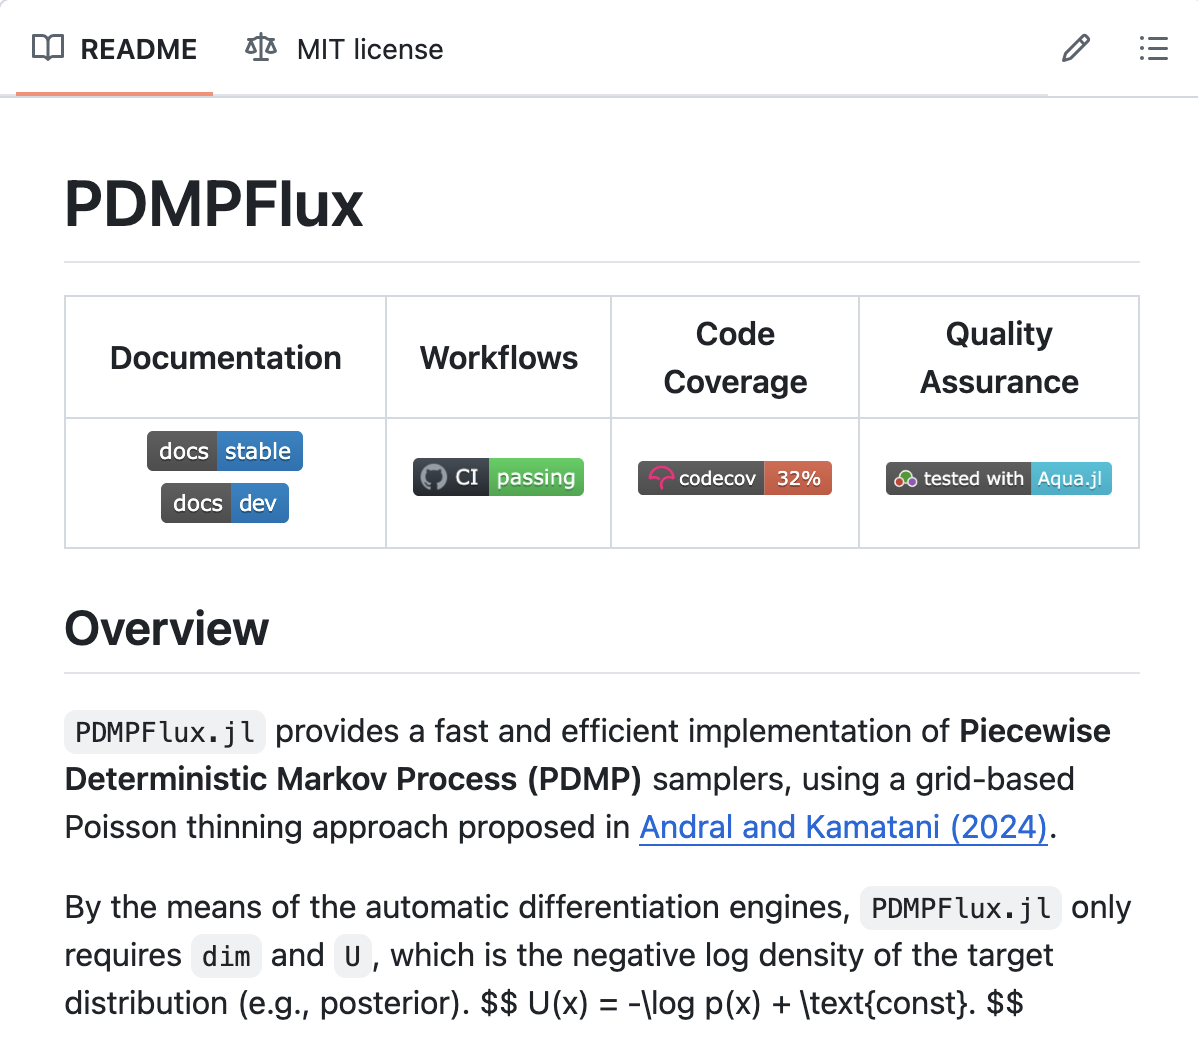 README MIT license
PDMPFlux
Documentation Workflows Code Coverage Quality Assurance
docs stable
docs dev
CI passing
codecov 32%
tested with Aqua.jl
Overview
PDMPFlux.jl provides a fast and efficient implementation of Piecewise
Deterministic Markov Process (PDMP) samplers, using a grid-based
Poisson thinning approach proposed in Andral and Kamatani (2024).
By the means of the automatic differentiation engines, PDMPFlux.jl only
requires dim and U, which is the negative log density of the target
distribution (e.g., posterior). $$ U(x) = -\log p(x) + \text{const}. $$